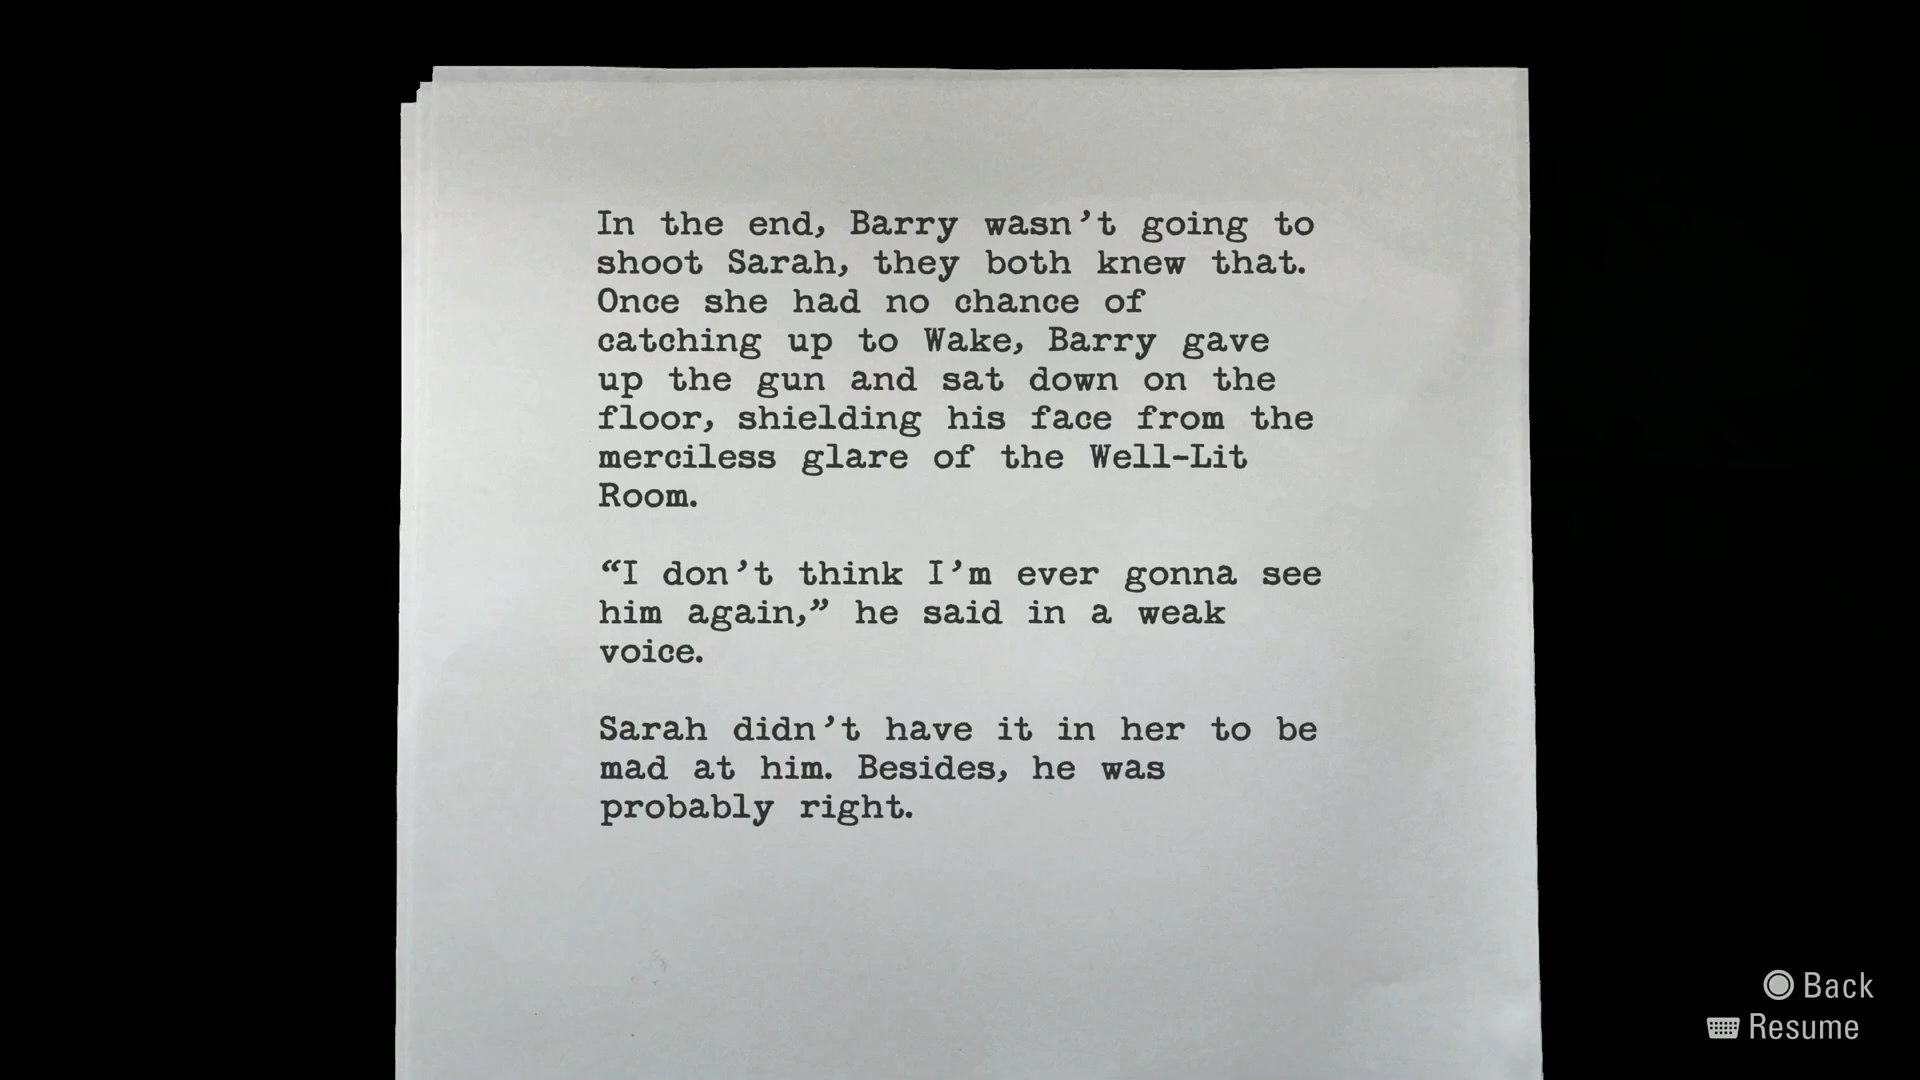 In the end, Barry wasn’t going to
shoot Sarah, they both knew that.
Once she had no chance of
catching up to Wake, Barry gave
up the gun and sat down on the
floor, shielding his face from the
merciless glare of the Well-Lit
Room.
“I don’t think I’m ever gonna see
him again,” he said in a weak
voice.
Sarah didn’t have it in her to be
mad at him. Besides, he was
probably right.
Back
Resume